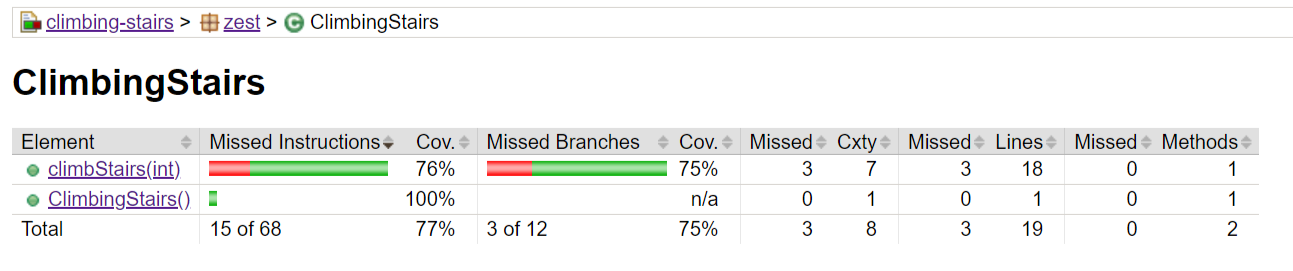 climbing-stairs > zest > ClimbingStairs
ClimbingStairs
Element Missed Instructions Cov. Missed Branches Cov. Missed Cxty Missed Lines Missed Methods
climbStairs(int) 76% 75% 3 7 3 18 0 1
ClimbingStairs() 100% n/a 0 1 0 1 0 1
Total 15 of 68 77% 3 of 12 75% 3 8 3 19 0 2